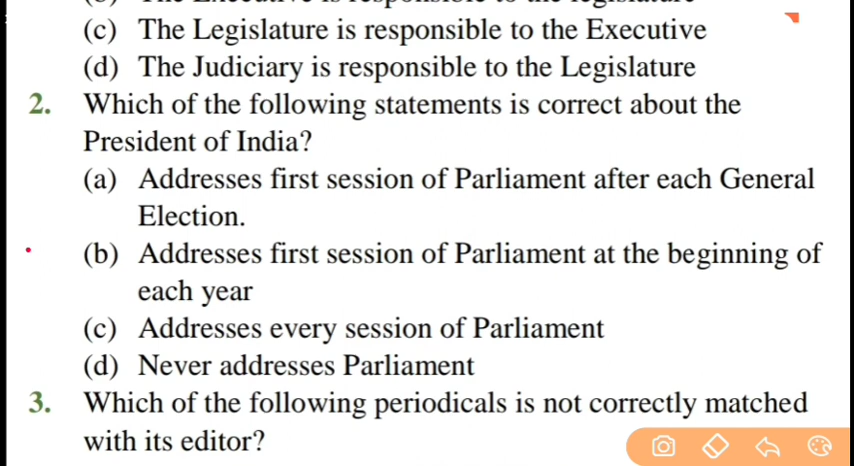 (c) The Legislature is responsible to the Executive
(d) The Judiciary is responsible to the Legislature
2. Which of the following statements is correct about the
President of India?
(a) Addresses first session of Parliament after each General
Election.
(b) Addresses first session of Parliament at the beginning of
each year
(c) Addresses every session of Parliament
(d) Never addresses Parliament
3. Which of the following periodicals is not correctly matched
with its editor?